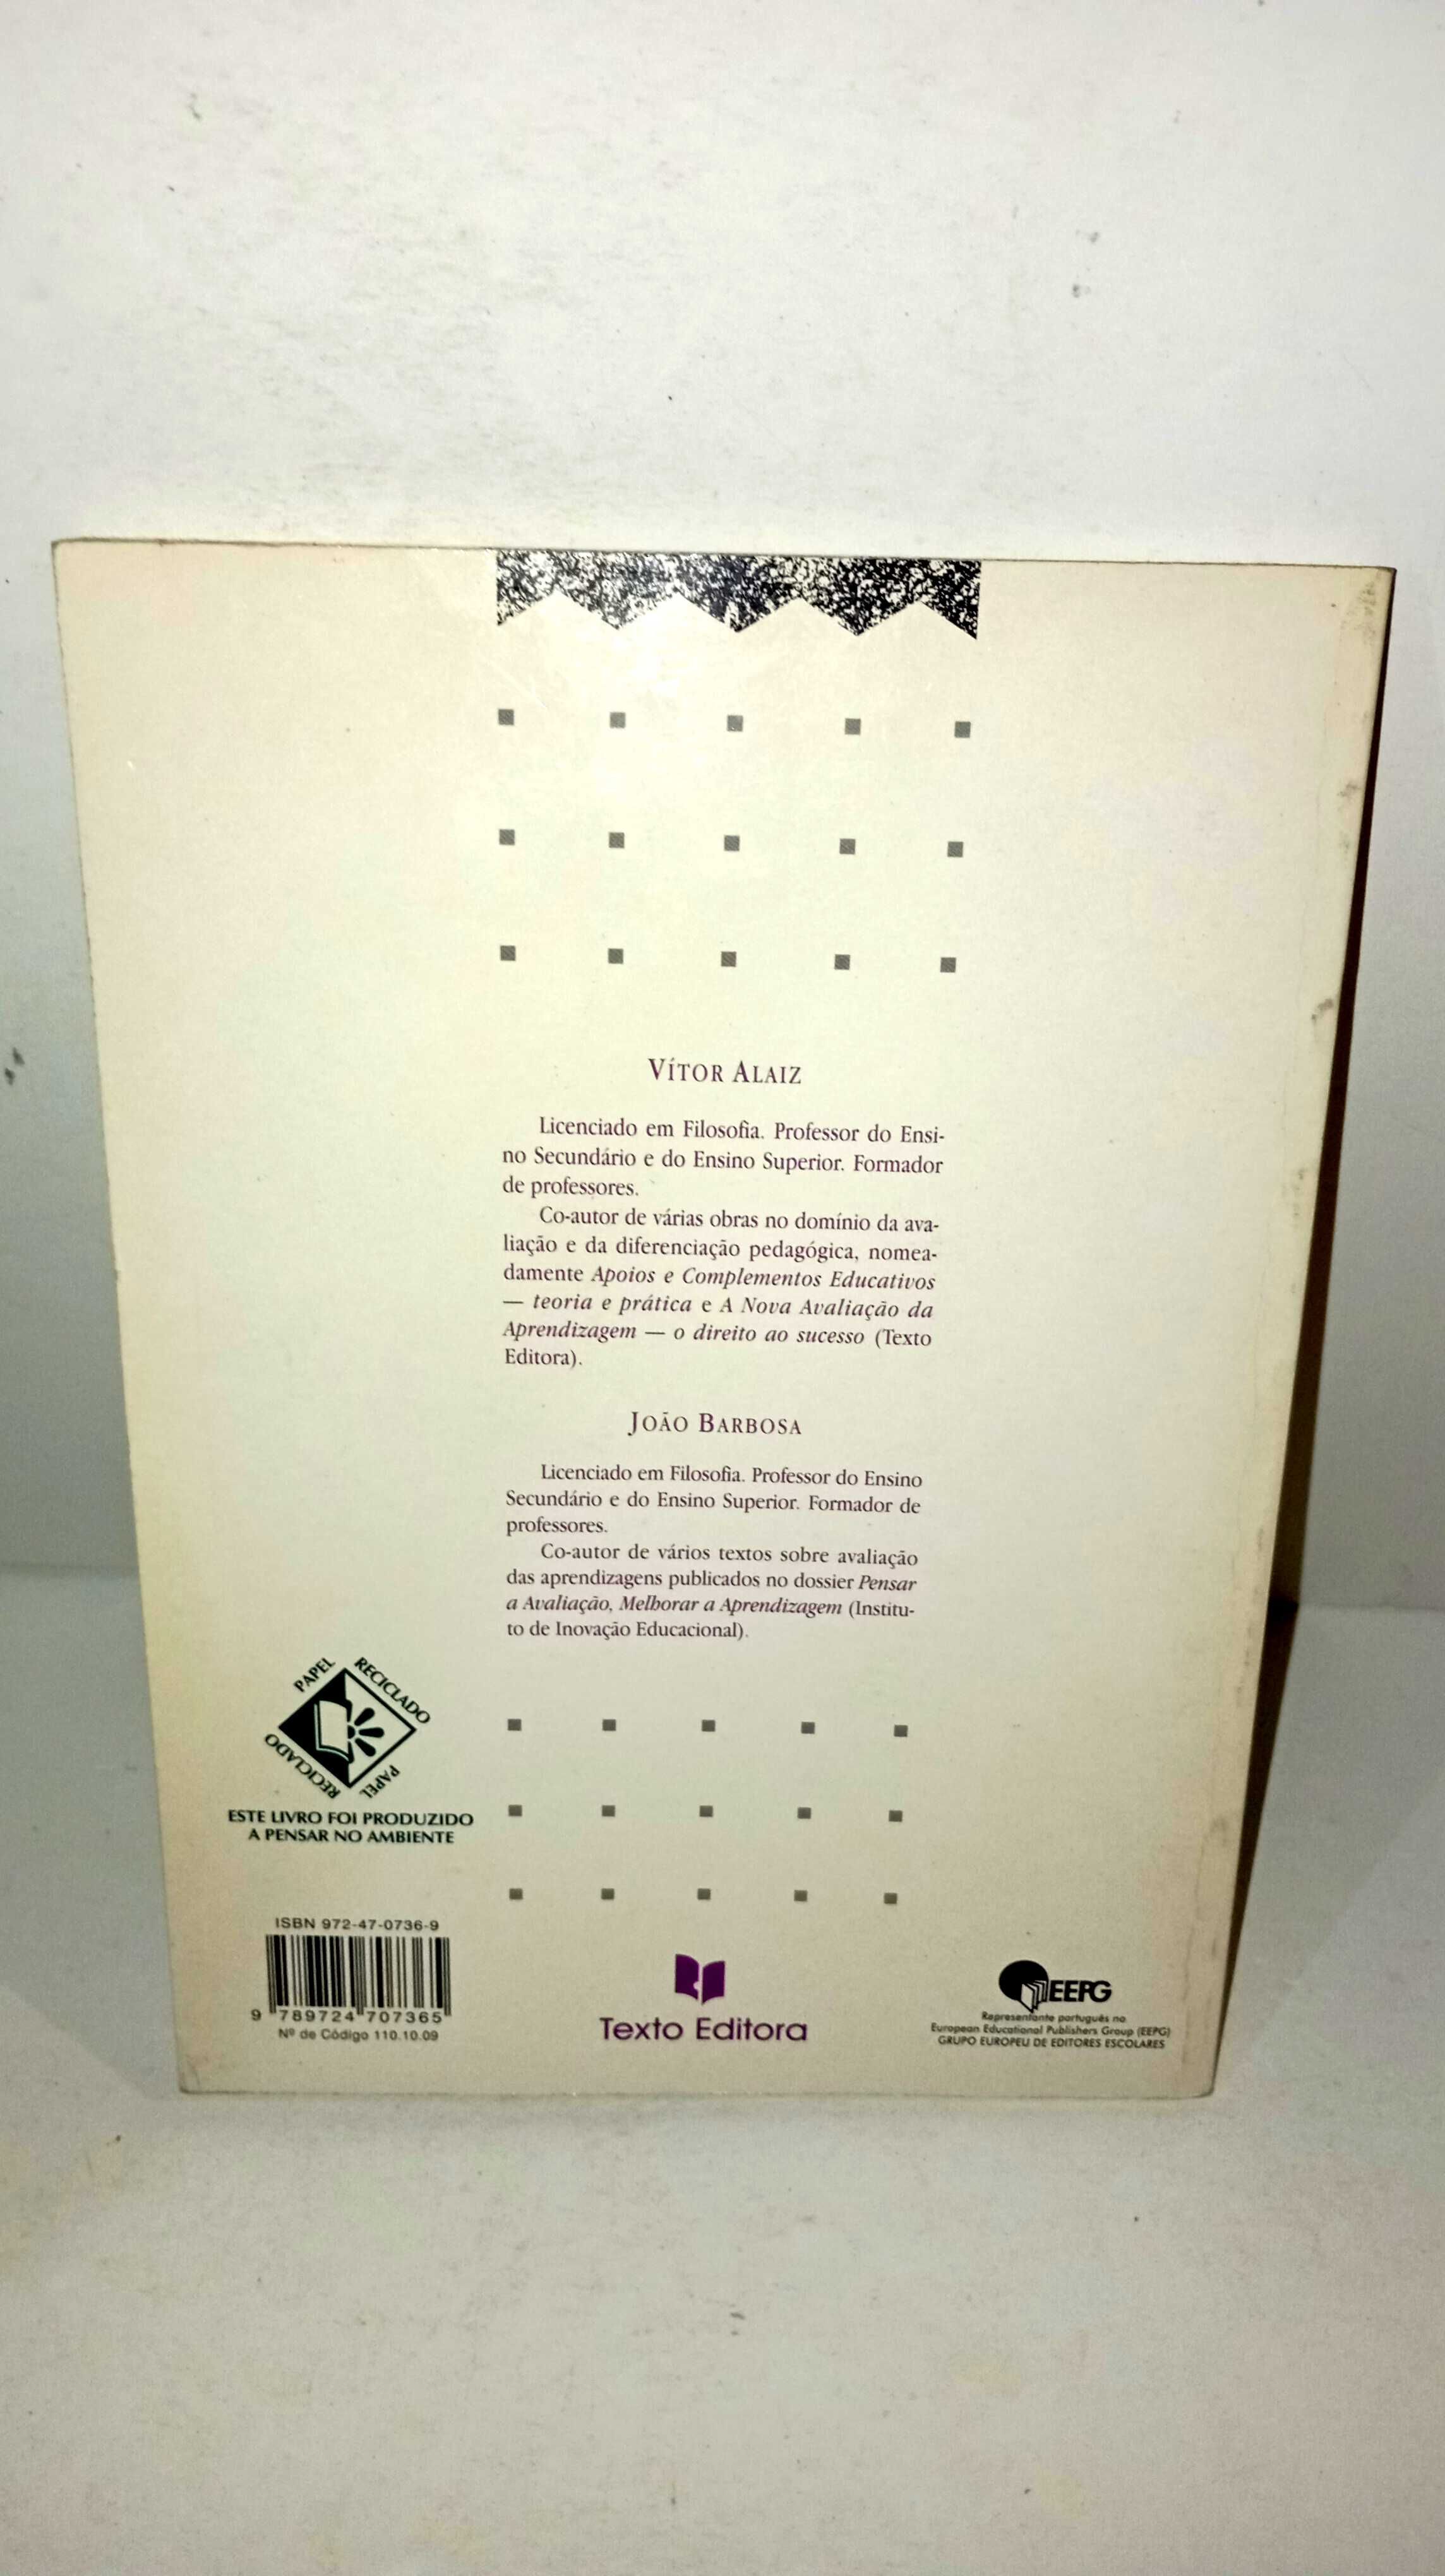 VÍTOR ALAIZ
Licenciado em Filosofia. Professor do Ensi-
no Secundário e do Ensino Superior. Formador
de professores.
Co-autor de várias obras no domínio da ava-
liação e da diferenciação pedagógica, nomea-
damente Apoios e Complementos Educativos
— teoria e prática e A Nova Avaliação da
Aprendizagem — o direito ao sucesso (Texto
Editora).
JOÃO BARBOSA
Licenciado em Filosofia. Professor do Ensino
Secundário e do Ensino Superior. Formador de
professores.
Co-autor de vários textos sobre avaliação
das aprendizagens publicados no dossier Pensar
a Avaliação, Melhorar a Aprendizagem (Institu-
to de Inovação Educacional).
PAPEL RECICLADO
PAPEL RECICLADO
ESTE LIVRO FOI PRODUZIDO
A PENSAR NO AMBIENTE
ISBN 972-47-0736-9
9 789724 707365
Nº de Código 110.10.09
Texto Editora
EEPG
Representante português no
European Educational Publishers Group (EEPG)
GRUPO EUROPEU DE EDITORES ESCOLARES